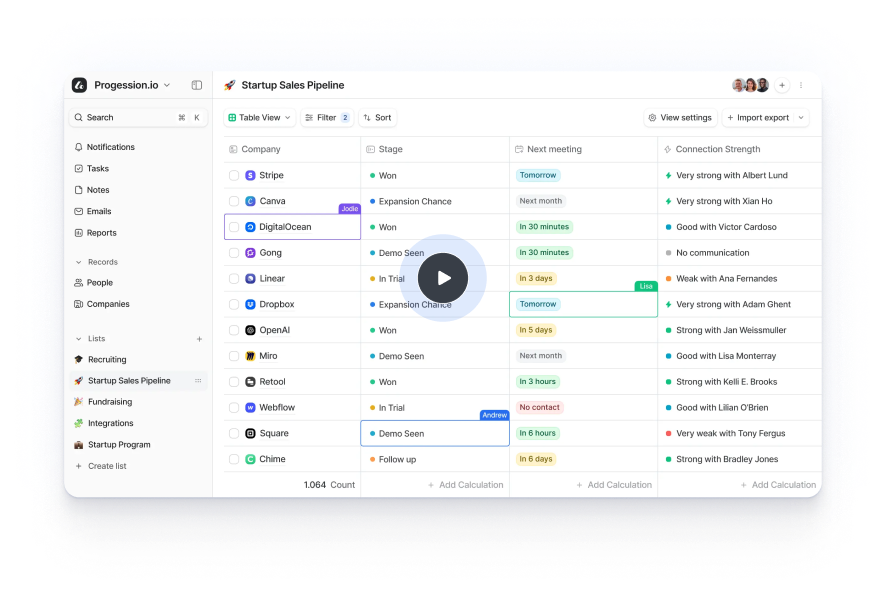 Progession.io
Startup Sales Pipeline
Search ⌘ K
Table View
Filter 2
Sort
View settings
Import export
Notifications
Tasks
Notes
Emails
Reports
Records
People
Companies
Lists
Recruiting
Startup Sales Pipeline
Fundraising
Integrations
Startup Program
Create list
Company Stage Next meeting Connection Strength
Stripe Won Tomorrow Very strong with Albert Lund
Canva Expansion Chance Next month Very strong with Xian Ho
Jodie
DigitalOcean Won In 30 minutes Good with Victor Cardoso
Gong Demo Seen In 30 minutes No communication
Linear In Trial In 3 days Weak with Ana Fernandes
Lisa
Dropbox Expansion Chance Tomorrow Very strong with Adam Ghent
OpenAI Won In 5 days Strong with Jan Weissmuller
Miro Demo Seen Next month Good with Lisa Monterray
Retool Won In 3 hours Strong with Kelli E. Brooks
Webflow In Trial No contact Good with Lilian O'Brien
Andrew
Square Demo Seen In 6 hours Very weak with Tony Fergus
Chime Follow up In 6 days Strong with Bradley Jones
1.064 Count + Add Calculation + Add Calculation + Add Calculation